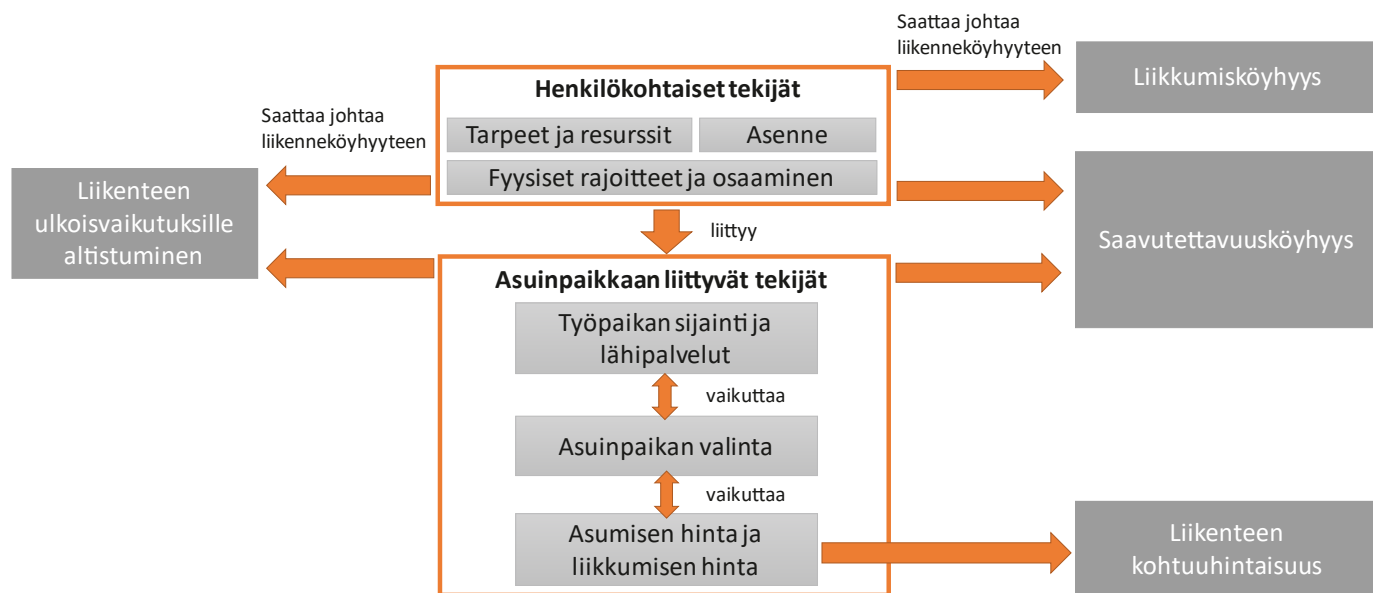 Saattaa johtaa
liikenneköyhyyteen
Liikkumisköyhyys
Henkilökohtaiset tekijät
Tarpeet ja resurssit
Asenne
Fyysiset rajoitteet ja osaaminen
Saattaa johtaa
liikenneköyhyyteen
Liikenteen
ulkoisvaikutuksille
altistuminen
Saavutettavuusköyhyys
liittyy
Asuinpaikkaan liittyvät tekijät
Työpaikan sijainti ja
lähipalvelut
vaikuttaa
Asuinpaikan valinta
vaikuttaa
Asumisen hinta ja
liikkumisen hinta
Liikenteen
kohtuuhintaisuus